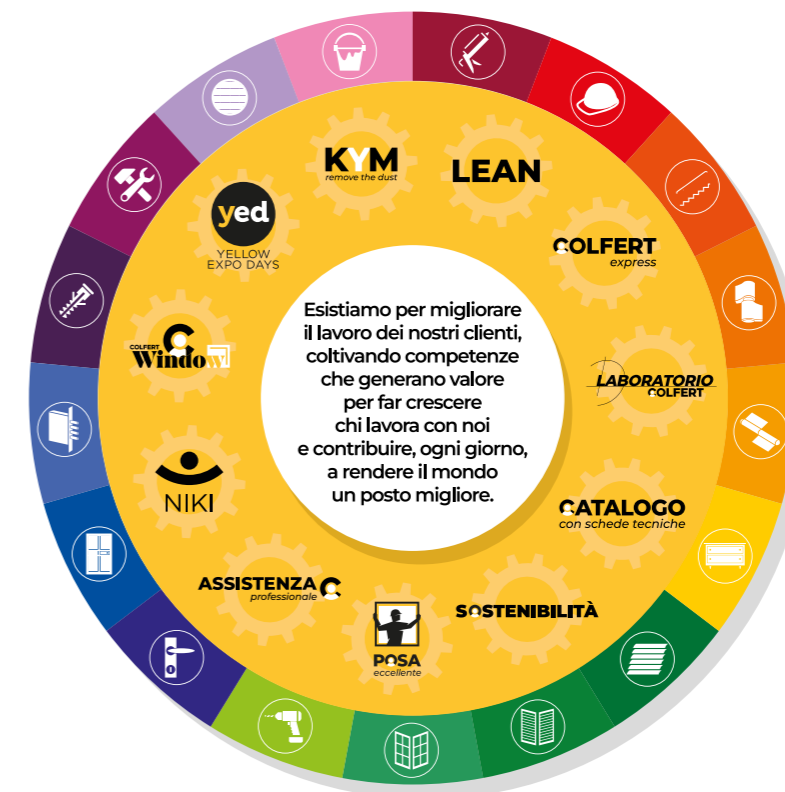 KYM
remove the dust
LEAN
COLFERT
express
LABORATORIO
COLFERT
CATALOGO
con schede tecniche
SOSTENIBILITÀ
POSA
eccellente
ASSISTENZA
professionale
NIKI
COLFERT
Window
yed
YELLOW
EXPO DAYS
Esistiamo per migliorare
il lavoro dei nostri clienti,
coltivando competenze
che generano valore
per far crescere
chi lavora con noi
e contribuire, ogni giorno,
a rendere il mondo
un posto migliore.